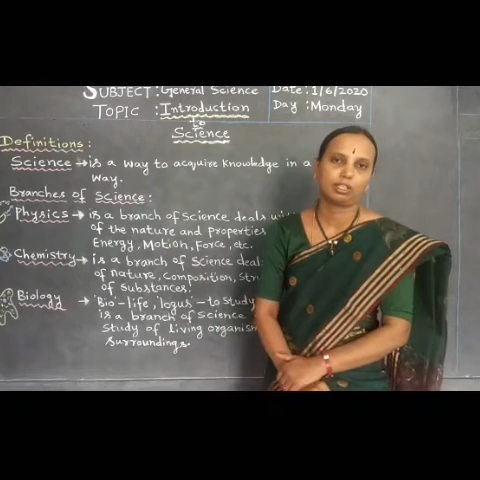 SUBJECT : General Science
Date : 1/6/2020
TOPIC : Introduction
Day : Monday
to
Science
Definitions :
Science → is a way to acquire knowledge in a
way.
Branches of Science :
Physics → is a branch of Science deals
of the nature and properties
Energy, Motion, Force, etc.
Chemistry → is a branch of Science deal
of nature, Composition,
of Substances.
Biology → 'Bio' - life, 'logus' - to study
is a branch of Science
Study of living organism
Surroundings.